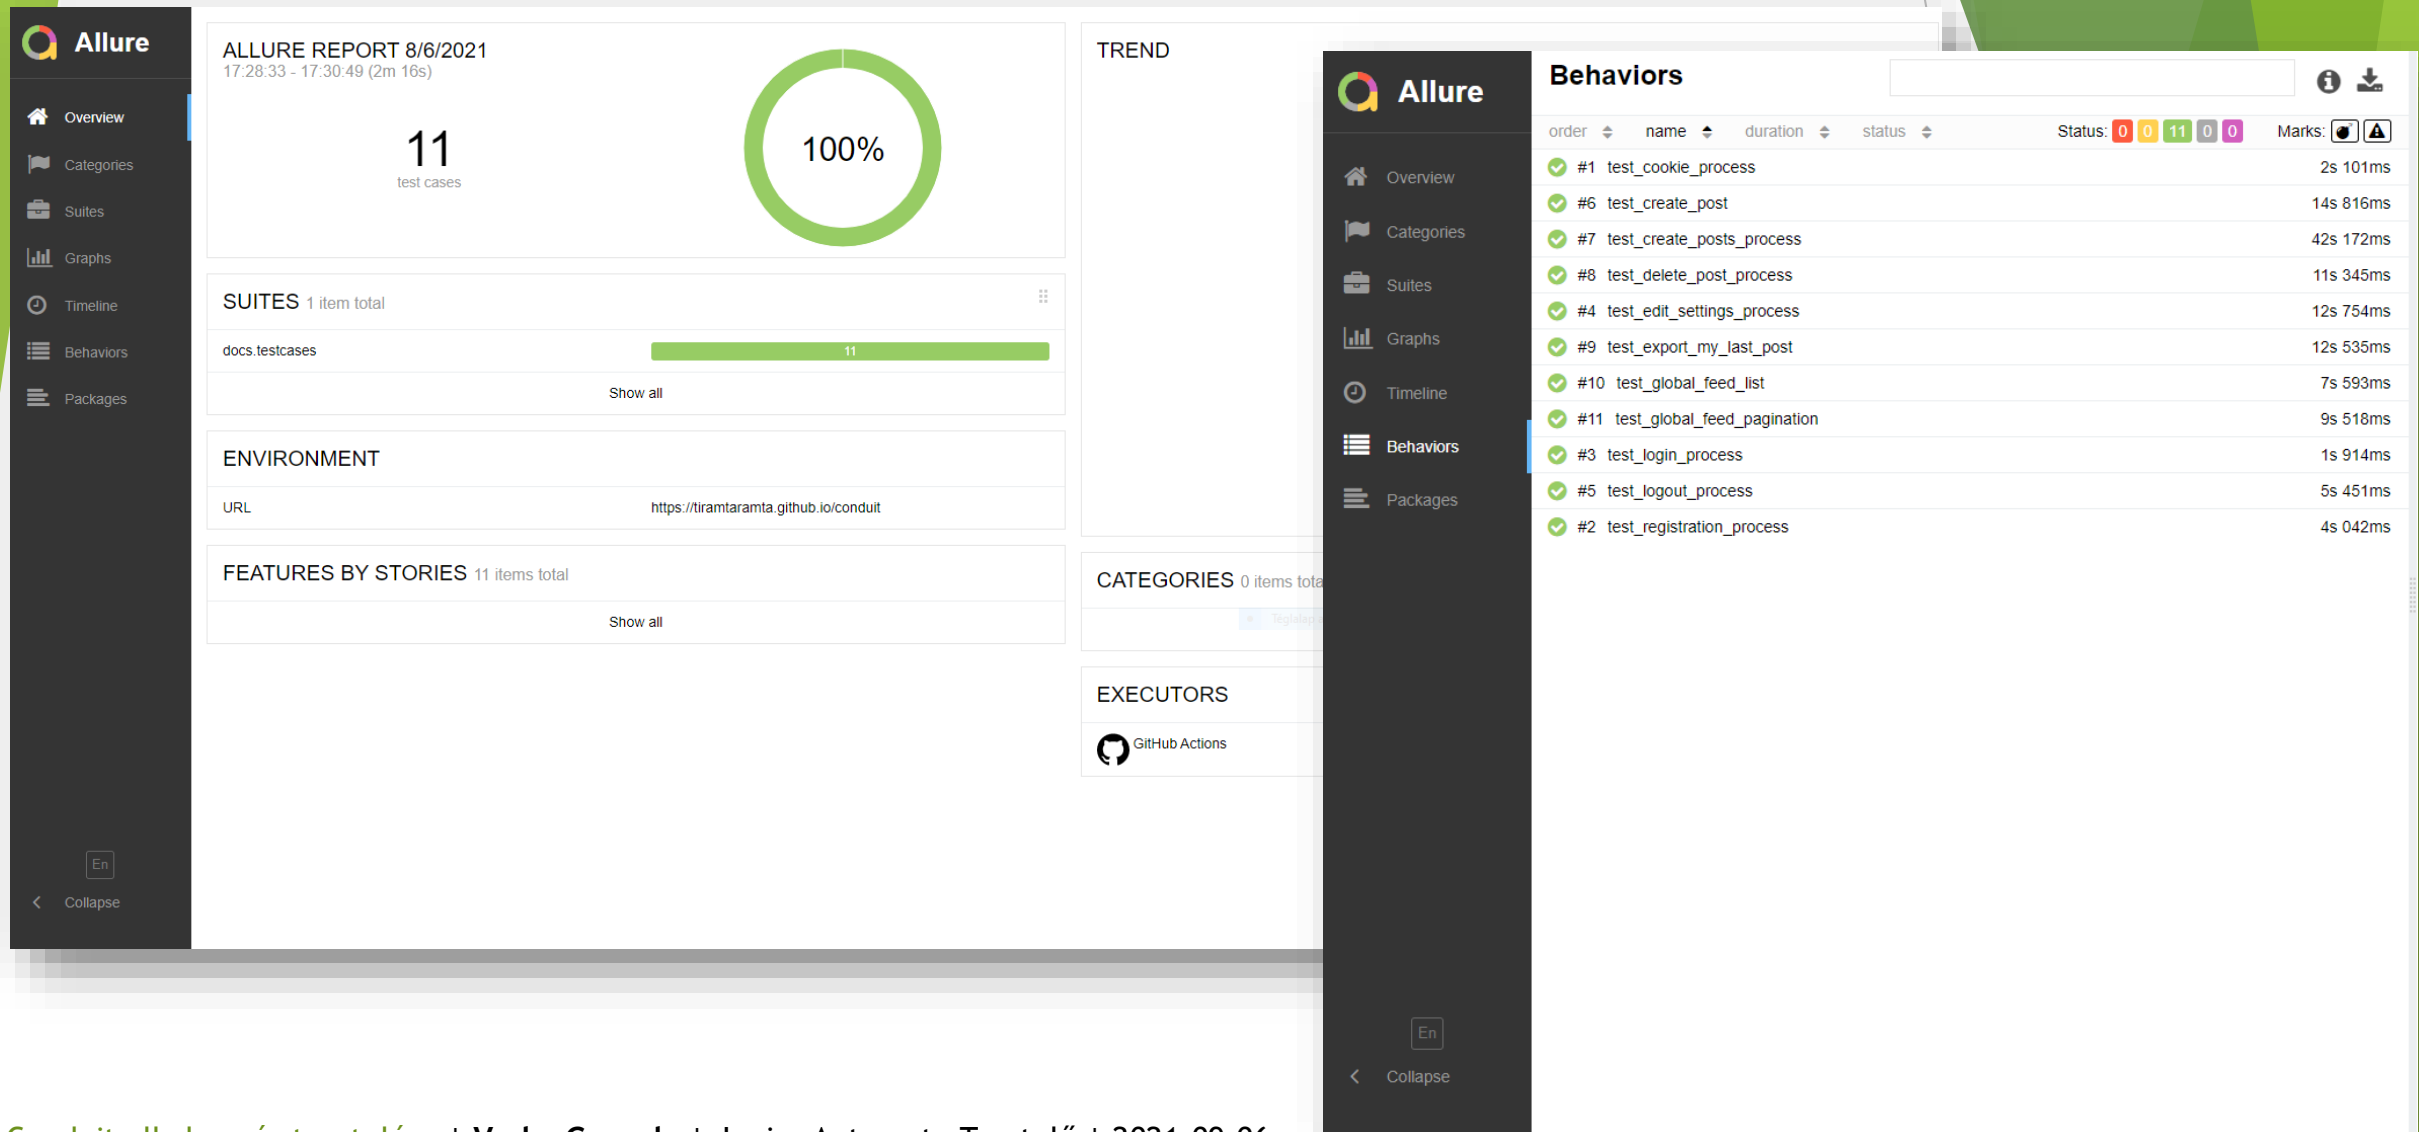 Allure
Overview
Categories
Suites
Graphs
Timeline
Behaviors
Packages
En
Collapse
ALLURE REPORT 8/6/2021
17:28:33 - 17:30:49 (2m 16s)
11
test cases
100%
SUITES 1 item total
docs.testcases 11
Show all
ENVIRONMENT
URL https://tiramtaramta.github.io/conduit
FEATURES BY STORIES 11 items total
Show all
TREND
CATEGORIES 0 items tota
Téglalap
EXECUTORS
GitHub Actions
Allure
Overview
Categories
Suites
Graphs
Timeline
Behaviors
Packages
En
Collapse
Behaviors
order name duration status Status: 0 0 11 0 0 Marks:
#1 test_cookie_process 2s 101ms
#6 test_create_post 14s 816ms
#7 test_create_posts_process 42s 172ms
#8 test_delete_post_process 11s 345ms
#4 test_edit_settings_process 12s 754ms
#9 test_export_my_last_post 12s 535ms
#10 test_global_feed_list 7s 593ms
#11 test_global_feed_pagination 9s 518ms
#3 test_login_process 1s 914ms
#5 test_logout_process 5s 451ms
#2 test_registration_process 4s 042ms